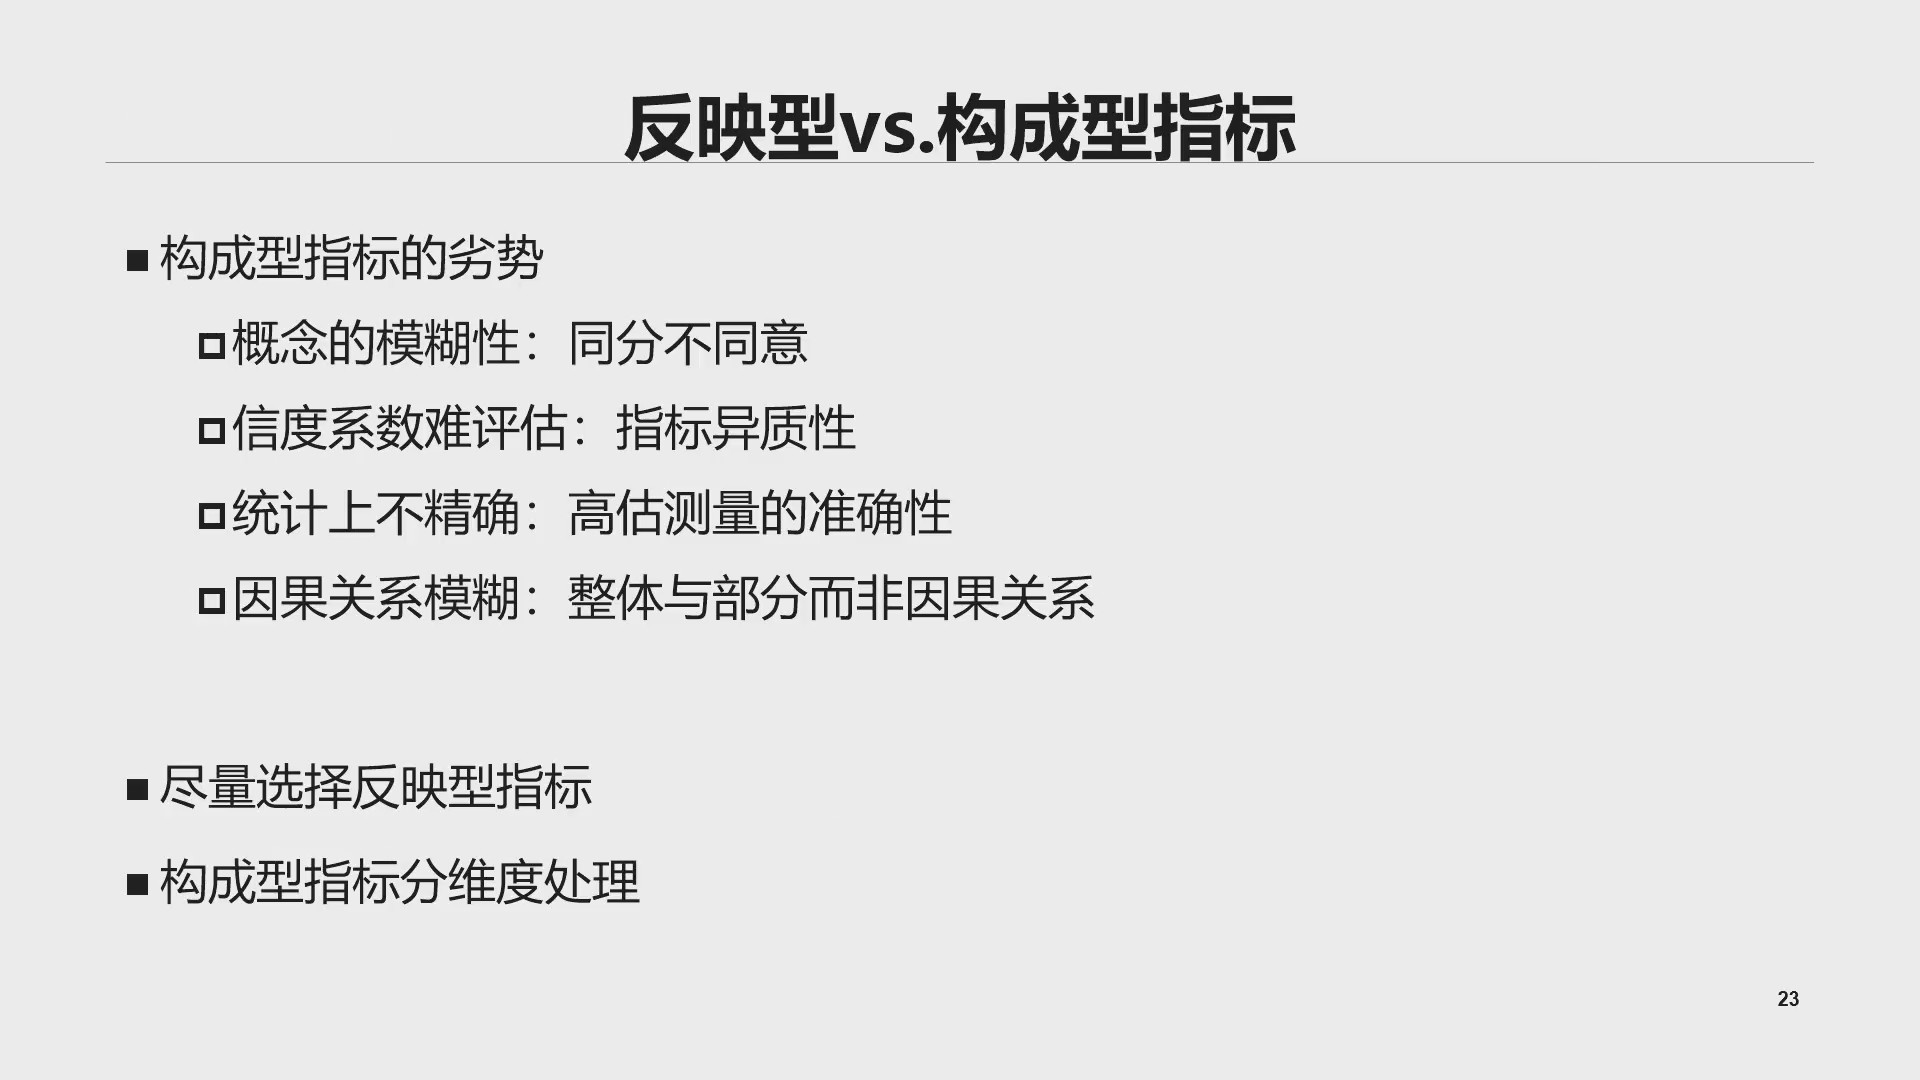 反映型vs.构成型指标
构成型指标的劣势
概念的模糊性：同分不同意
信度系数难评估：指标异质性
统计上不精确：高估测量的准确性
因果关系模糊：整体与部分而非因果关系
尽量选择反映型指标
构成型指标分维度处理
23